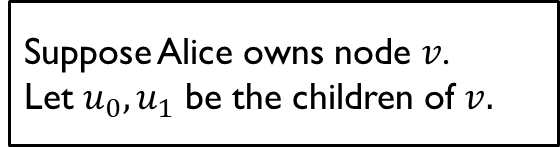 Suppose Alice owns node 𝑣.
Let 𝑢₀, 𝑢₁ be the children of 𝑣.